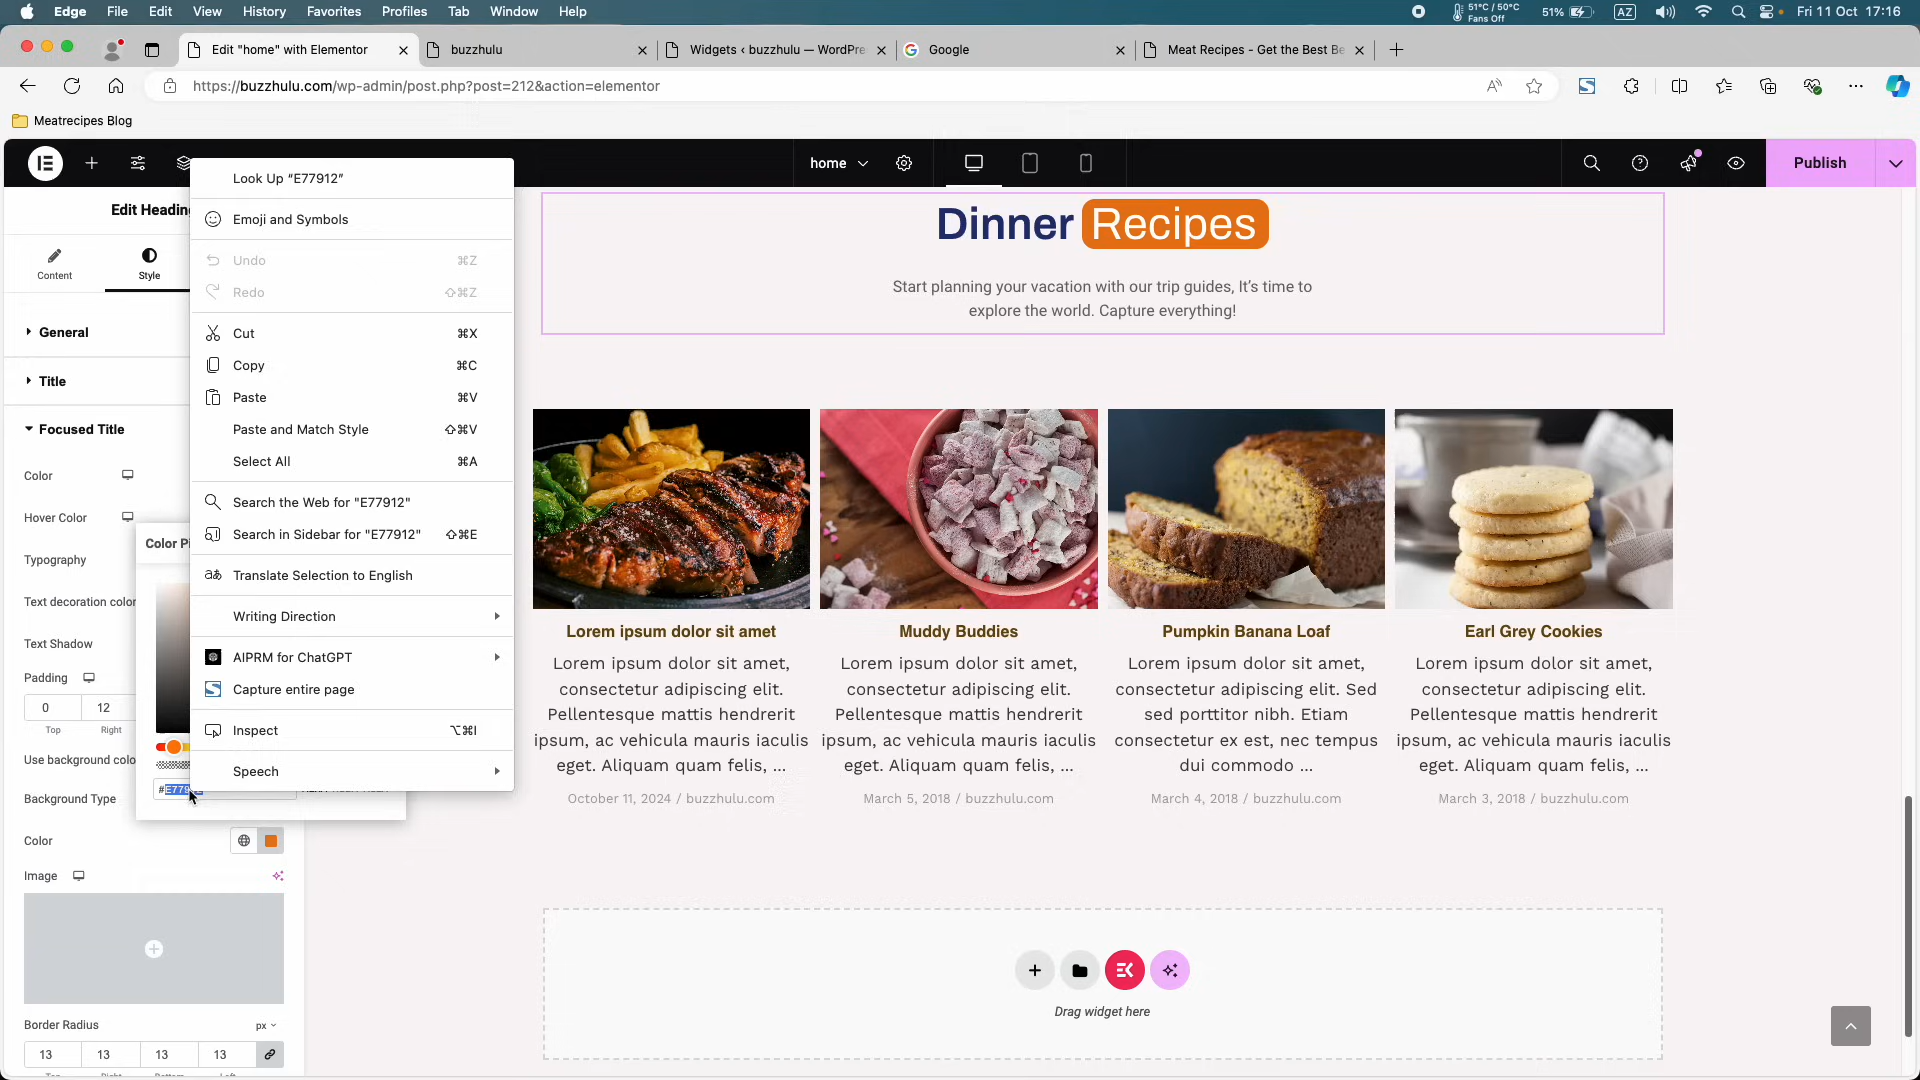 Edge File Edit View History Favorites Profiles Tab Window Help
51°C / 50°C
Fans Off
51% AZ Fri 11 Oct 17:16
Edit "home" with Elementor
buzzhulu
Widgets ‹ buzzhulu — WordPre
Google
Meat Recipes - Get the Best Be
https://buzzhulu.com/wp-admin/post.php?post=212&action=elementor
Meatrecipes Blog
home
Publish
Edit Heading
Content
Style
General
Title
Focused Title
Color
Hover Color
Typography
Text decoration color
Text Shadow
Padding
0 12
Top Right
Use background colo
Background Type
Color
Image
Border Radius px
13 13 13 13
Color Pi
Look Up “E77912”
Emoji and Symbols
Undo ⌘Z
Redo ⇧⌘Z
Cut ⌘X
Copy ⌘C
Paste ⌘V
Paste and Match Style ⇧⌘V
Select All ⌘A
Search the Web for "E77912"
Search in Sidebar for "E77912" ⇧⌘E
Translate Selection to English
Writing Direction
AIPRM for ChatGPT
Capture entire page
Inspect ⌥⌘I
Speech
Dinner Recipes
Start planning your vacation with our trip guides, It’s time to
explore the world. Capture everything!
Lorem ipsum dolor sit amet
Lorem ipsum dolor sit amet,
consectetur adipiscing elit.
Pellentesque mattis hendrerit
ipsum, ac vehicula mauris iaculis
eget. Aliquam quam felis, ...
October 11, 2024 / buzzhulu.com
Muddy Buddies
Lorem ipsum dolor sit amet,
consectetur adipiscing elit.
Pellentesque mattis hendrerit
ipsum, ac vehicula mauris iaculis
eget. Aliquam quam felis, ...
March 5, 2018 / buzzhulu.com
Pumpkin Banana Loaf
Lorem ipsum dolor sit amet,
consectetur adipiscing elit. Sed
sed porttitor nibh. Etiam
consectetur ex est, nec tempus
dui commodo ...
March 4, 2018 / buzzhulu.com
Earl Grey Cookies
Lorem ipsum dolor sit amet,
consectetur adipiscing elit.
Pellentesque mattis hendrerit
ipsum, ac vehicula mauris iaculis
eget. Aliquam quam felis, ...
March 3, 2018 / buzzhulu.com
Drag widget here